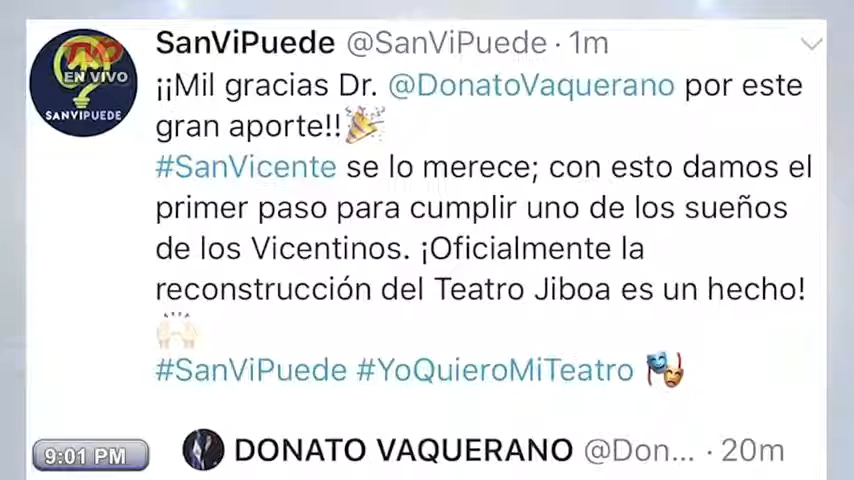 SanViPuede @SanViPuede · 1m
TVO
EN VIVO
SANVIPUEDE
¡¡Mil gracias Dr. @DonatoVaquerano por este
gran aporte!!🎉
#SanVicente se lo merece; con esto damos el
primer paso para cumplir uno de los sueños
de los Vicentinos. ¡Oficialmente la
reconstrucción del Teatro Jiboa es un hecho!
🙌🏻
#SanViPuede #YoQuieroMiTeatro 🎭
9:01 PM
DONATO VAQUERANO @Don... · 20m